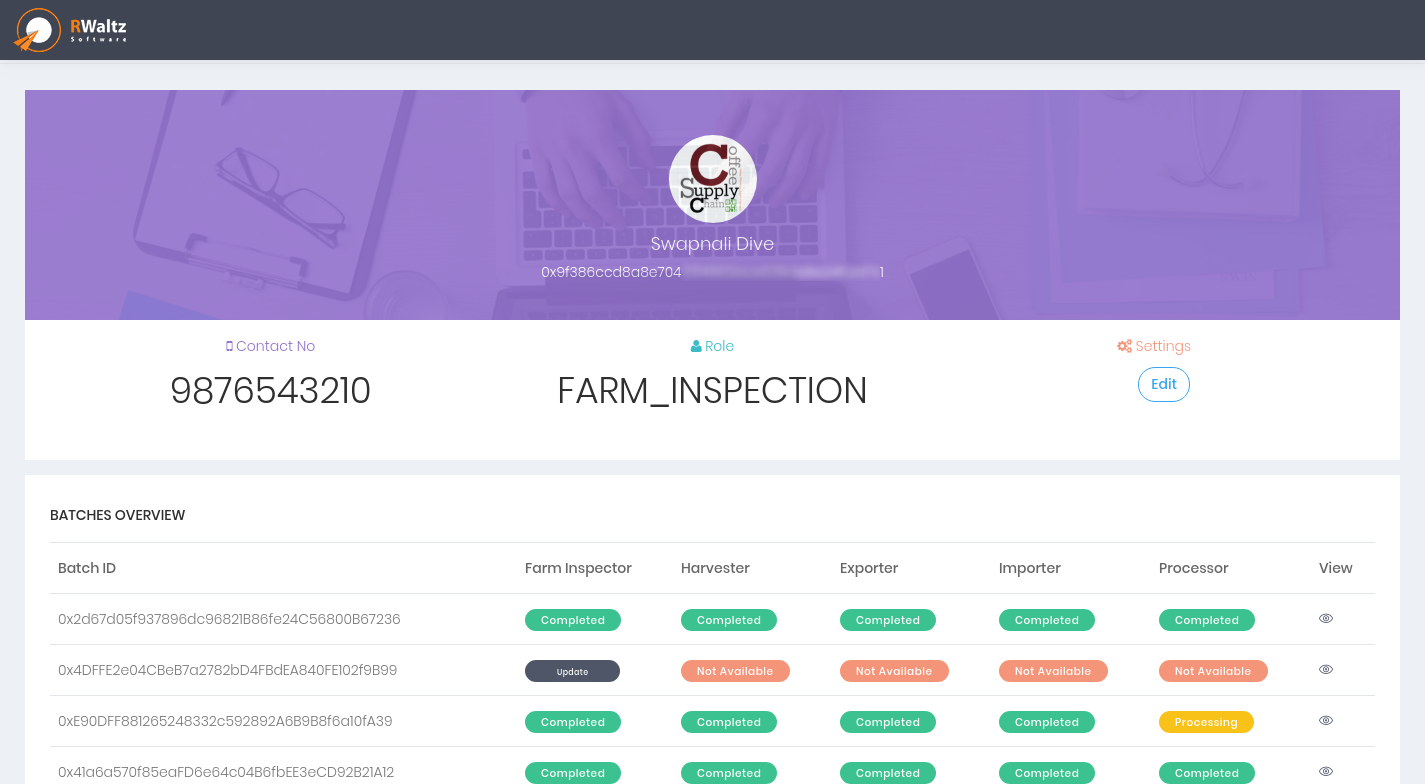 RWaltz
Software
C offee
Supply
Chain
Swapnali Dive
0x9f386ccd8a8e704 1
Contact No
Role
Settings
9876543210
FARM_INSPECTION
Edit
BATCHES OVERVIEW
Batch ID Farm Inspector Harvester Exporter Importer Processor View
0x2d67d05f937896dc96821B86fe24C56800B67236 Completed Completed Completed Completed Completed
0x4DFFE2e04CBeB7a2782bD4FBdEA840FE102f9B99 Update Not Available Not Available Not Available Not Available
0xE90DFF881265248332c592892A6B9B8f6a10fA39 Completed Completed Completed Completed Processing
0x41a6a570f85eaFD6e64c04B6fbEE3eCD92B21A12 Completed Completed Completed Completed Completed